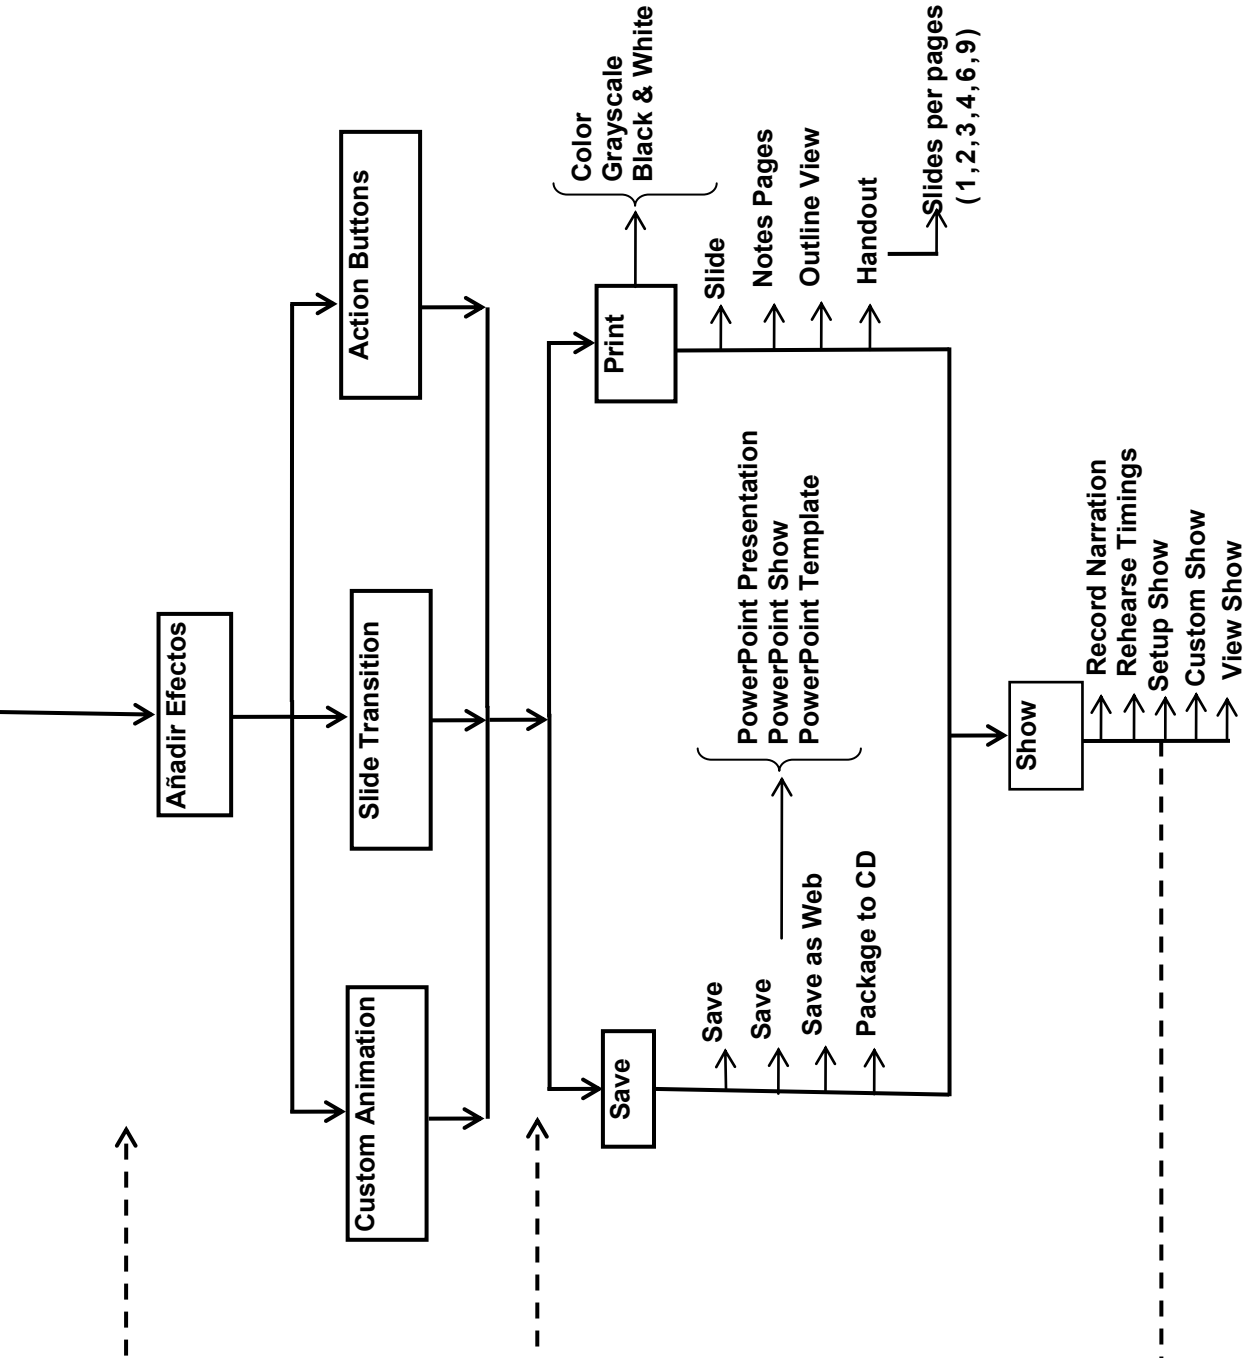 Añadir Efectos
Custom Animation
Slide Transition
Action Buttons
Save
Save
Save
Save as Web
Package to CD
PowerPoint Presentation
PowerPoint Show
PowerPoint Template
Print
Color
Grayscale
Black & White
Slide
Notes Pages
Outline View
Handout
Slides per pages
(1,2,3,4,6,9)
Show
Record Narration
Rehearse Timings
Setup Show
Custom Show
View Show